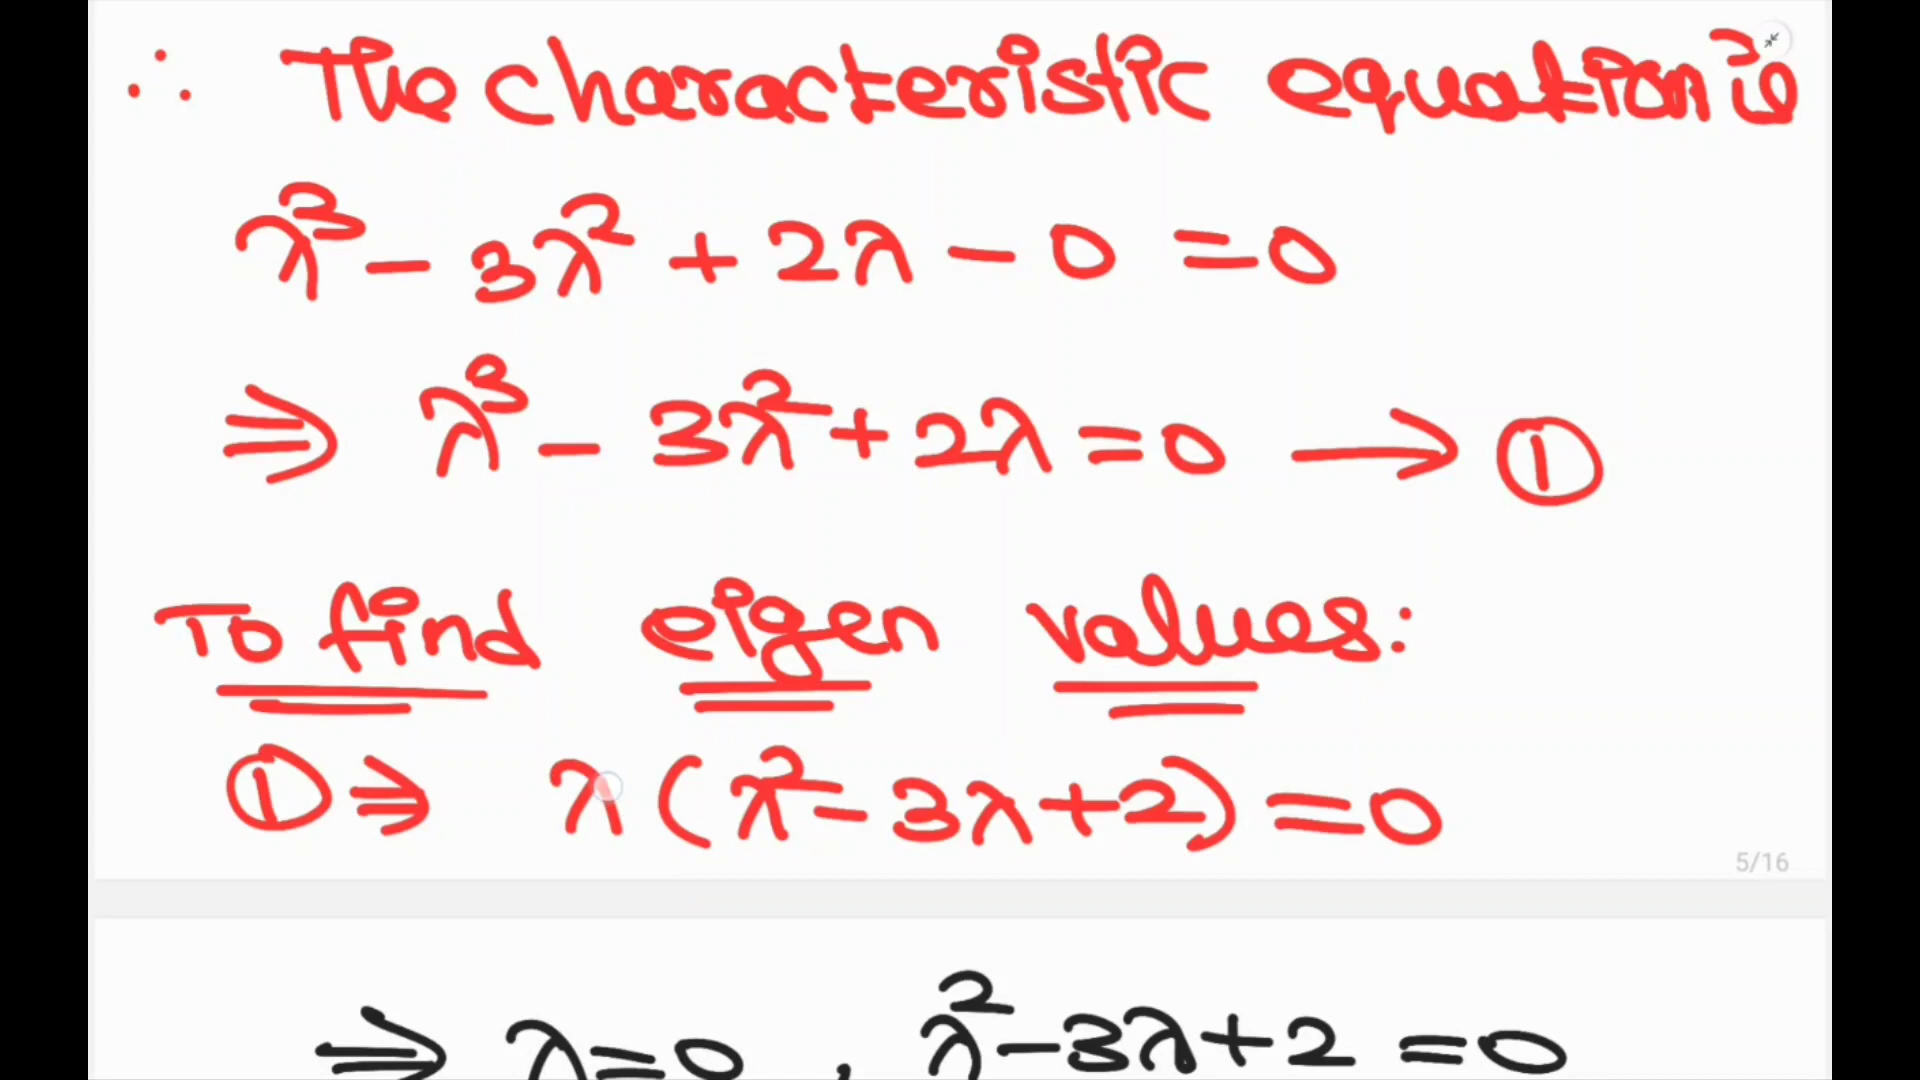 ∴ The characteristic equation is
λ³ - 3λ² + 2λ - 0 = 0
⇒ λ³ - 3λ² + 2λ = 0 → ①
To find eigen values:
① ⇒ λ(λ² - 3λ + 2) = 0
5/16
⇒ λ = 0 , λ² - 3λ + 2 = 0